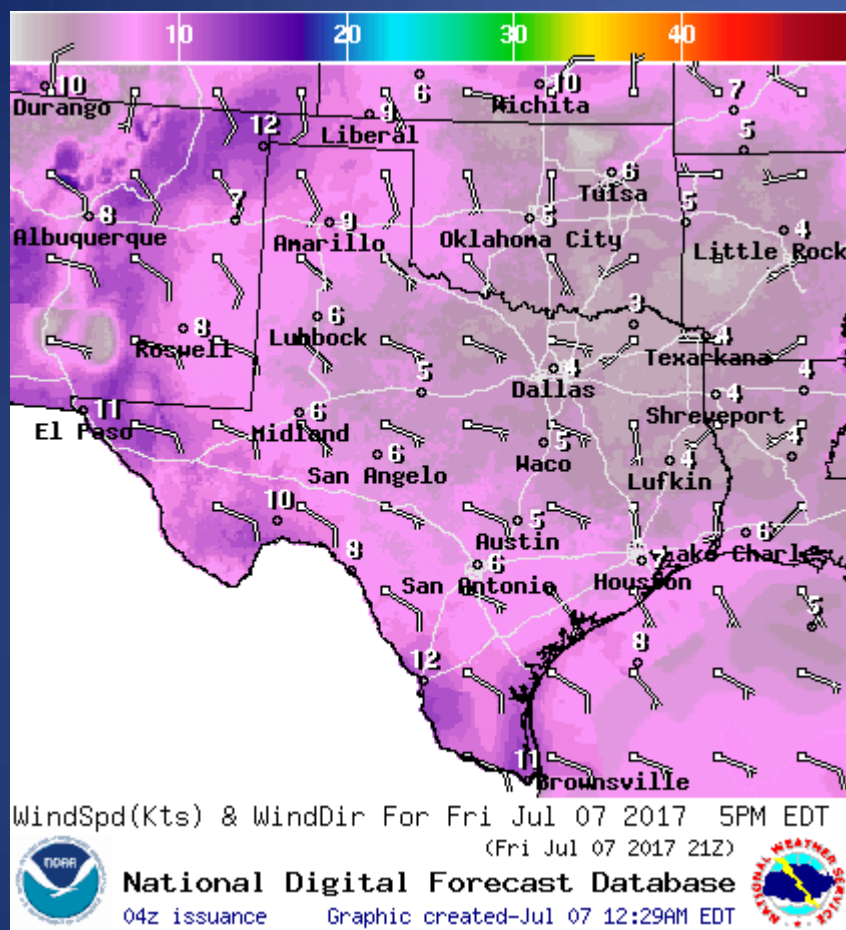 10 20 30 40
10
Durango
6
10
Wichita
7
9
Liberal
12
5
6
Tulsa
8
Albuquerque
7
9
Amarillo
5
Oklahoma City
5
4
Little Rock
8
Roswell
6
Lubbock
3
4
Texarkana
4
Dallas
5
4
Shreveport
4
11
El Paso
6
Midland
6
San Angelo
5
Waco
4
Lufkin
4
10
5
Austin
6
Lake Charles
8
6
San Antonio
7
Houston
5
8
12
11
Brownsville
WindSpd(Kts) & WindDir For Fri Jul 07 2017 5PM EDT
(Fri Jul 07 2017 21Z)
NOAA
National Digital Forecast Database
04z issuance Graphic created-Jul 07 12:29AM EDT
NATIONAL WEATHER SERVICE